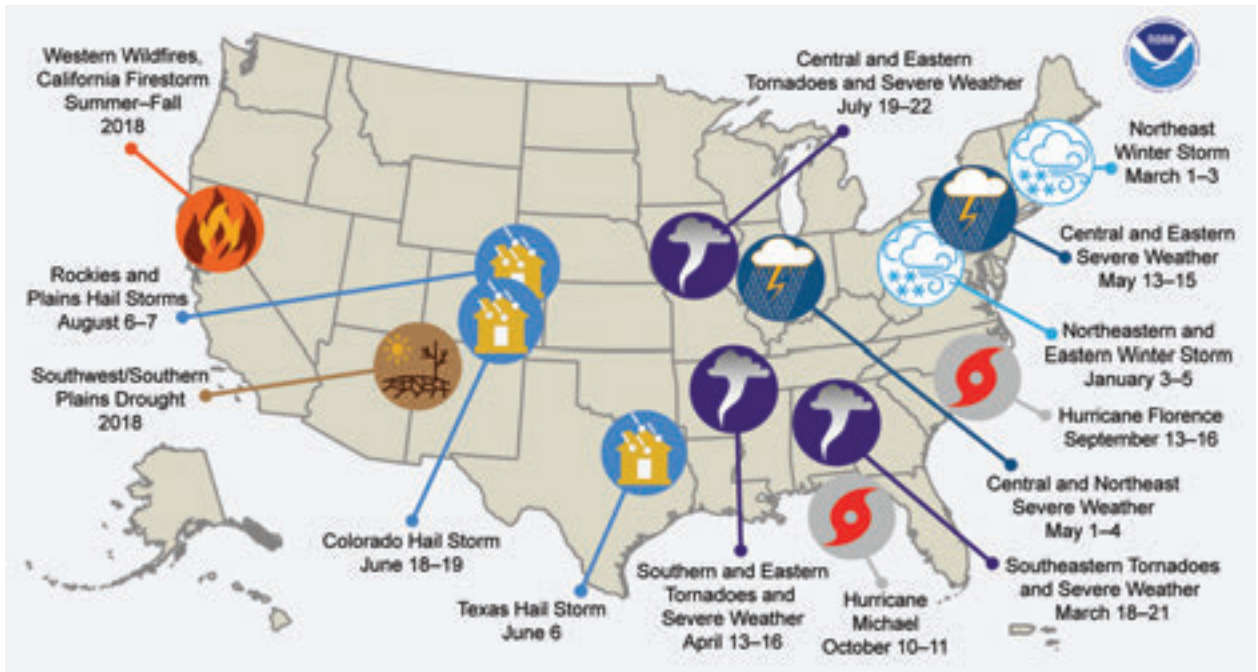 Western Wildfires,
California Firestorm
Summer–Fall
2018
Central and Eastern
Tornadoes and Severe Weather
July 19–22
noaa
Northeast
Winter Storm
March 1–3
Central and Eastern
Severe Weather
May 13–15
Rockies and
Plains Hail Storms
August 6–7
Northeastern and
Eastern Winter Storm
January 3–5
Southwest/Southern
Plains Drought
2018
Hurricane Florence
September 13–16
Central and Northeast
Severe Weather
May 1–4
Colorado Hail Storm
June 18–19
Texas Hail Storm
June 6
Southern and Eastern
Tornadoes and
Severe Weather
April 13–16
Hurricane
Michael
October 10–11
Southeastern Tornadoes
and Severe Weather
March 18–21